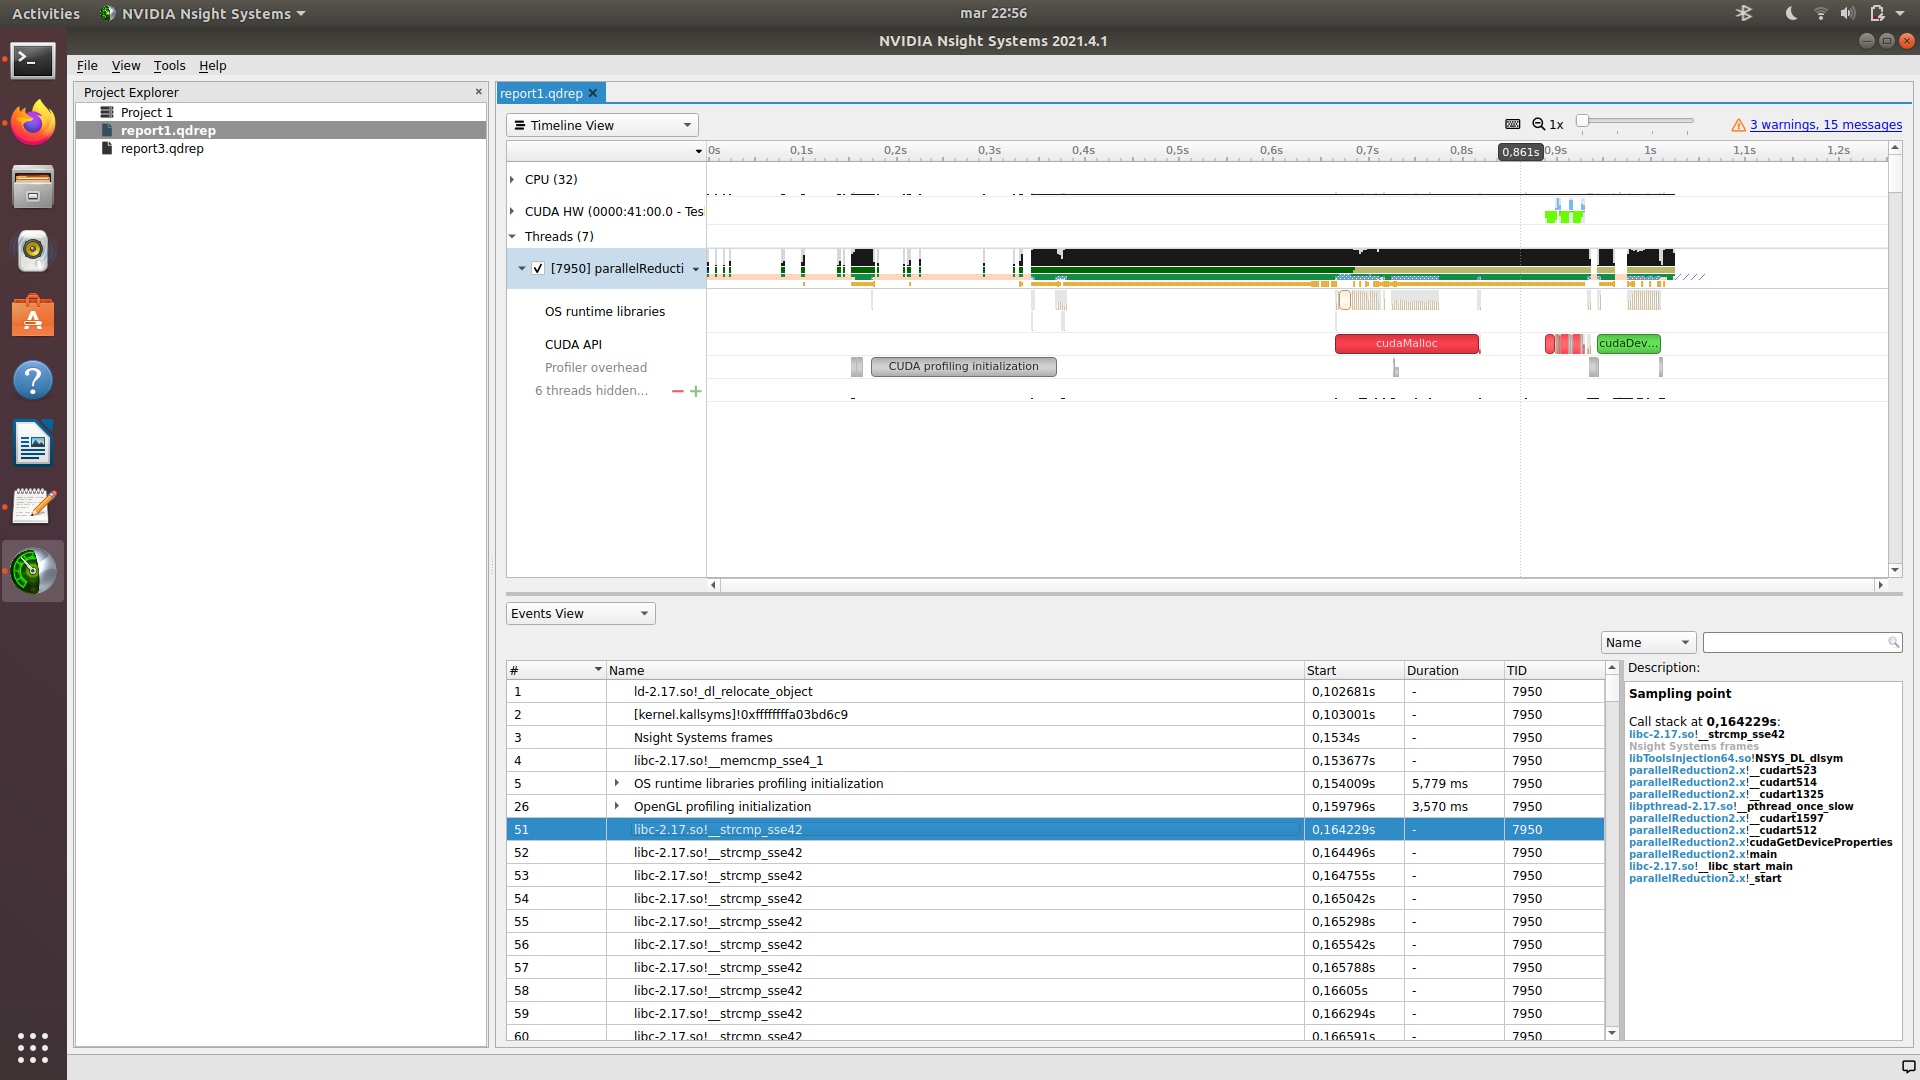 Activities NVIDIA Nsight Systems mar 22:56
NVIDIA Nsight Systems 2021.4.1
File View Tools Help
Project Explorer
Project 1
report1.qdrep
report3.qdrep
report1.qdrep
Timeline View 1x 3 warnings, 15 messages
0s 0,1s 0,2s 0,3s 0,4s 0,5s 0,6s 0,7s 0,8s 0,861s 0,9s 1s 1,1s 1,2s
CPU (32)
CUDA HW (0000:41:00.0 - Tes
Threads (7)
[7950] parallelReducti
OS runtime libraries
CUDA API cudaMalloc cudaDev...
Profiler overhead CUDA profiling initialization
6 threads hidden...
Events View
Name
# Name Start Duration TID
1 ld-2.17.so!_dl_relocate_object 0,102681s - 7950
2 [kernel.kallsyms]!0xffffffffa03bd6c9 0,103001s - 7950
3 Nsight Systems frames 0,1534s - 7950
4 libc-2.17.so!__memcmp_sse4_1 0,153677s - 7950
5 OS runtime libraries profiling initialization 0,154009s 5,779 ms 7950
26 OpenGL profiling initialization 0,159796s 3,570 ms 7950
51 libc-2.17.so!__strcmp_sse42 0,164229s - 7950
52 libc-2.17.so!__strcmp_sse42 0,164496s - 7950
53 libc-2.17.so!__strcmp_sse42 0,164755s - 7950
54 libc-2.17.so!__strcmp_sse42 0,165042s - 7950
55 libc-2.17.so!__strcmp_sse42 0,165298s - 7950
56 libc-2.17.so!__strcmp_sse42 0,165542s - 7950
57 libc-2.17.so!__strcmp_sse42 0,165788s - 7950
58 libc-2.17.so!__strcmp_sse42 0,16605s - 7950
59 libc-2.17.so!__strcmp_sse42 0,166294s - 7950
60 libc-2.17.so!__strcmp_sse42 0,166591s - 7950
Description:
Sampling point
Call stack at 0,164229s:
libc-2.17.so!__strcmp_sse42
Nsight Systems frames
libToolsInjection64.so!NSYS_DL_dlsym
parallelReduction2.x!__cudart523
parallelReduction2.x!__cudart514
parallelReduction2.x!__cudart1325
libpthread-2.17.so!__pthread_once_slow
parallelReduction2.x!__cudart1597
parallelReduction2.x!__cudart512
parallelReduction2.x!cudaGetDeviceProperties
parallelReduction2.x!main
libc-2.17.so!__libc_start_main
parallelReduction2.x!_start